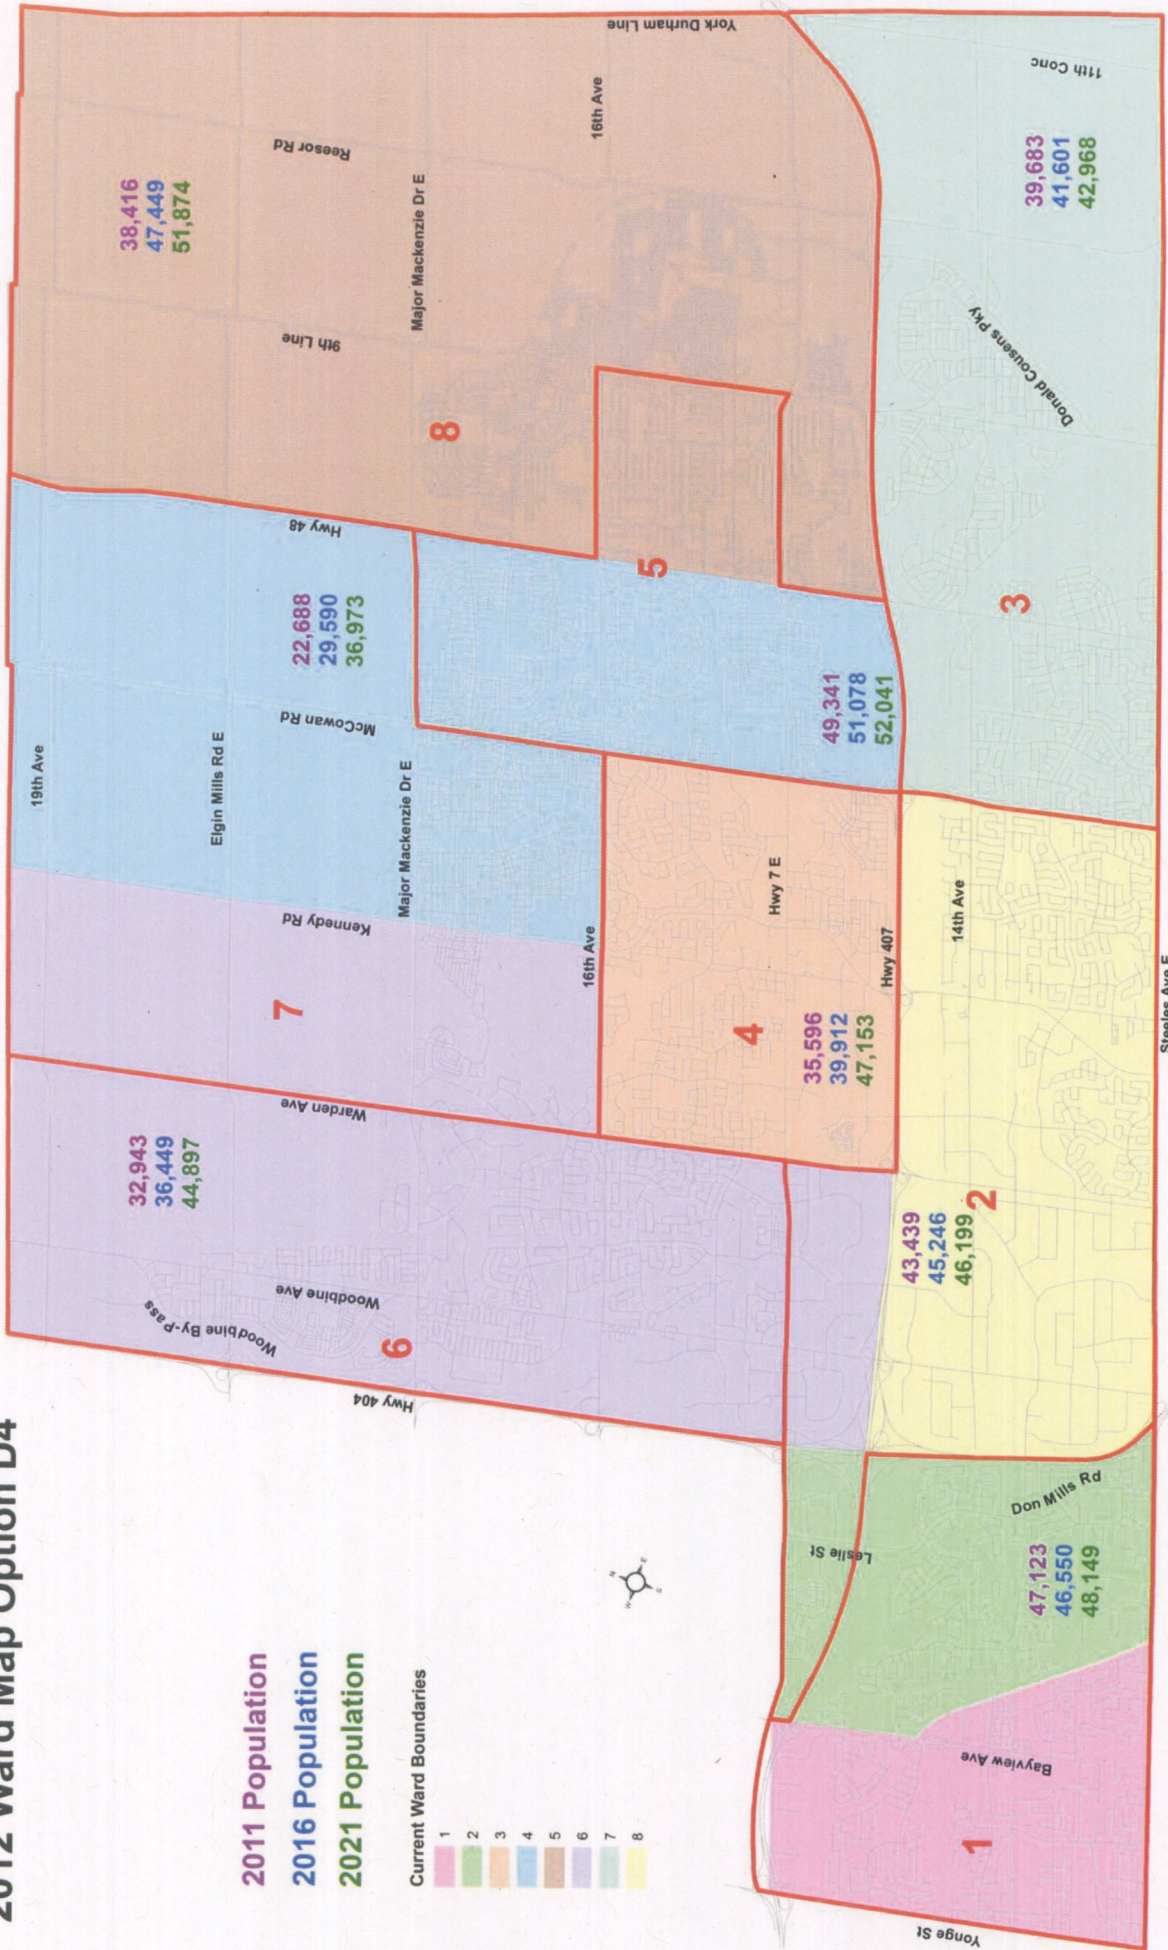 2012 Ward Map Option D4
2011 Population
2016 Population
2021 Population
Current Ward Boundaries
1
2
3
4
5
6
7
8
W
N
E
S
19th Ave
Elgin Mills Rd E
Major Mackenzie Dr E
Major Mackenzie Dr E
16th Ave
16th Ave
Hwy 7 E
Hwy 407
14th Ave
Steeles Ave E
Yonge St
Bayview Ave
Leslie St
Don Mills Rd
Hwy 404
Woodbine By-Pass
Woodbine Ave
Warden Ave
Kennedy Rd
McCowan Rd
Hwy 48
9th Line
Reesor Rd
York Durham Line
11th Conc
Donald Cousens Pky
32,943
36,449
44,897
22,688
29,590
36,973
38,416
47,449
51,874
49,341
51,078
52,041
35,596
39,912
47,153
43,439
45,246
46,199
47,123
46,550
48,149
39,683
41,601
42,968
1
2
3
4
5
6
7
8